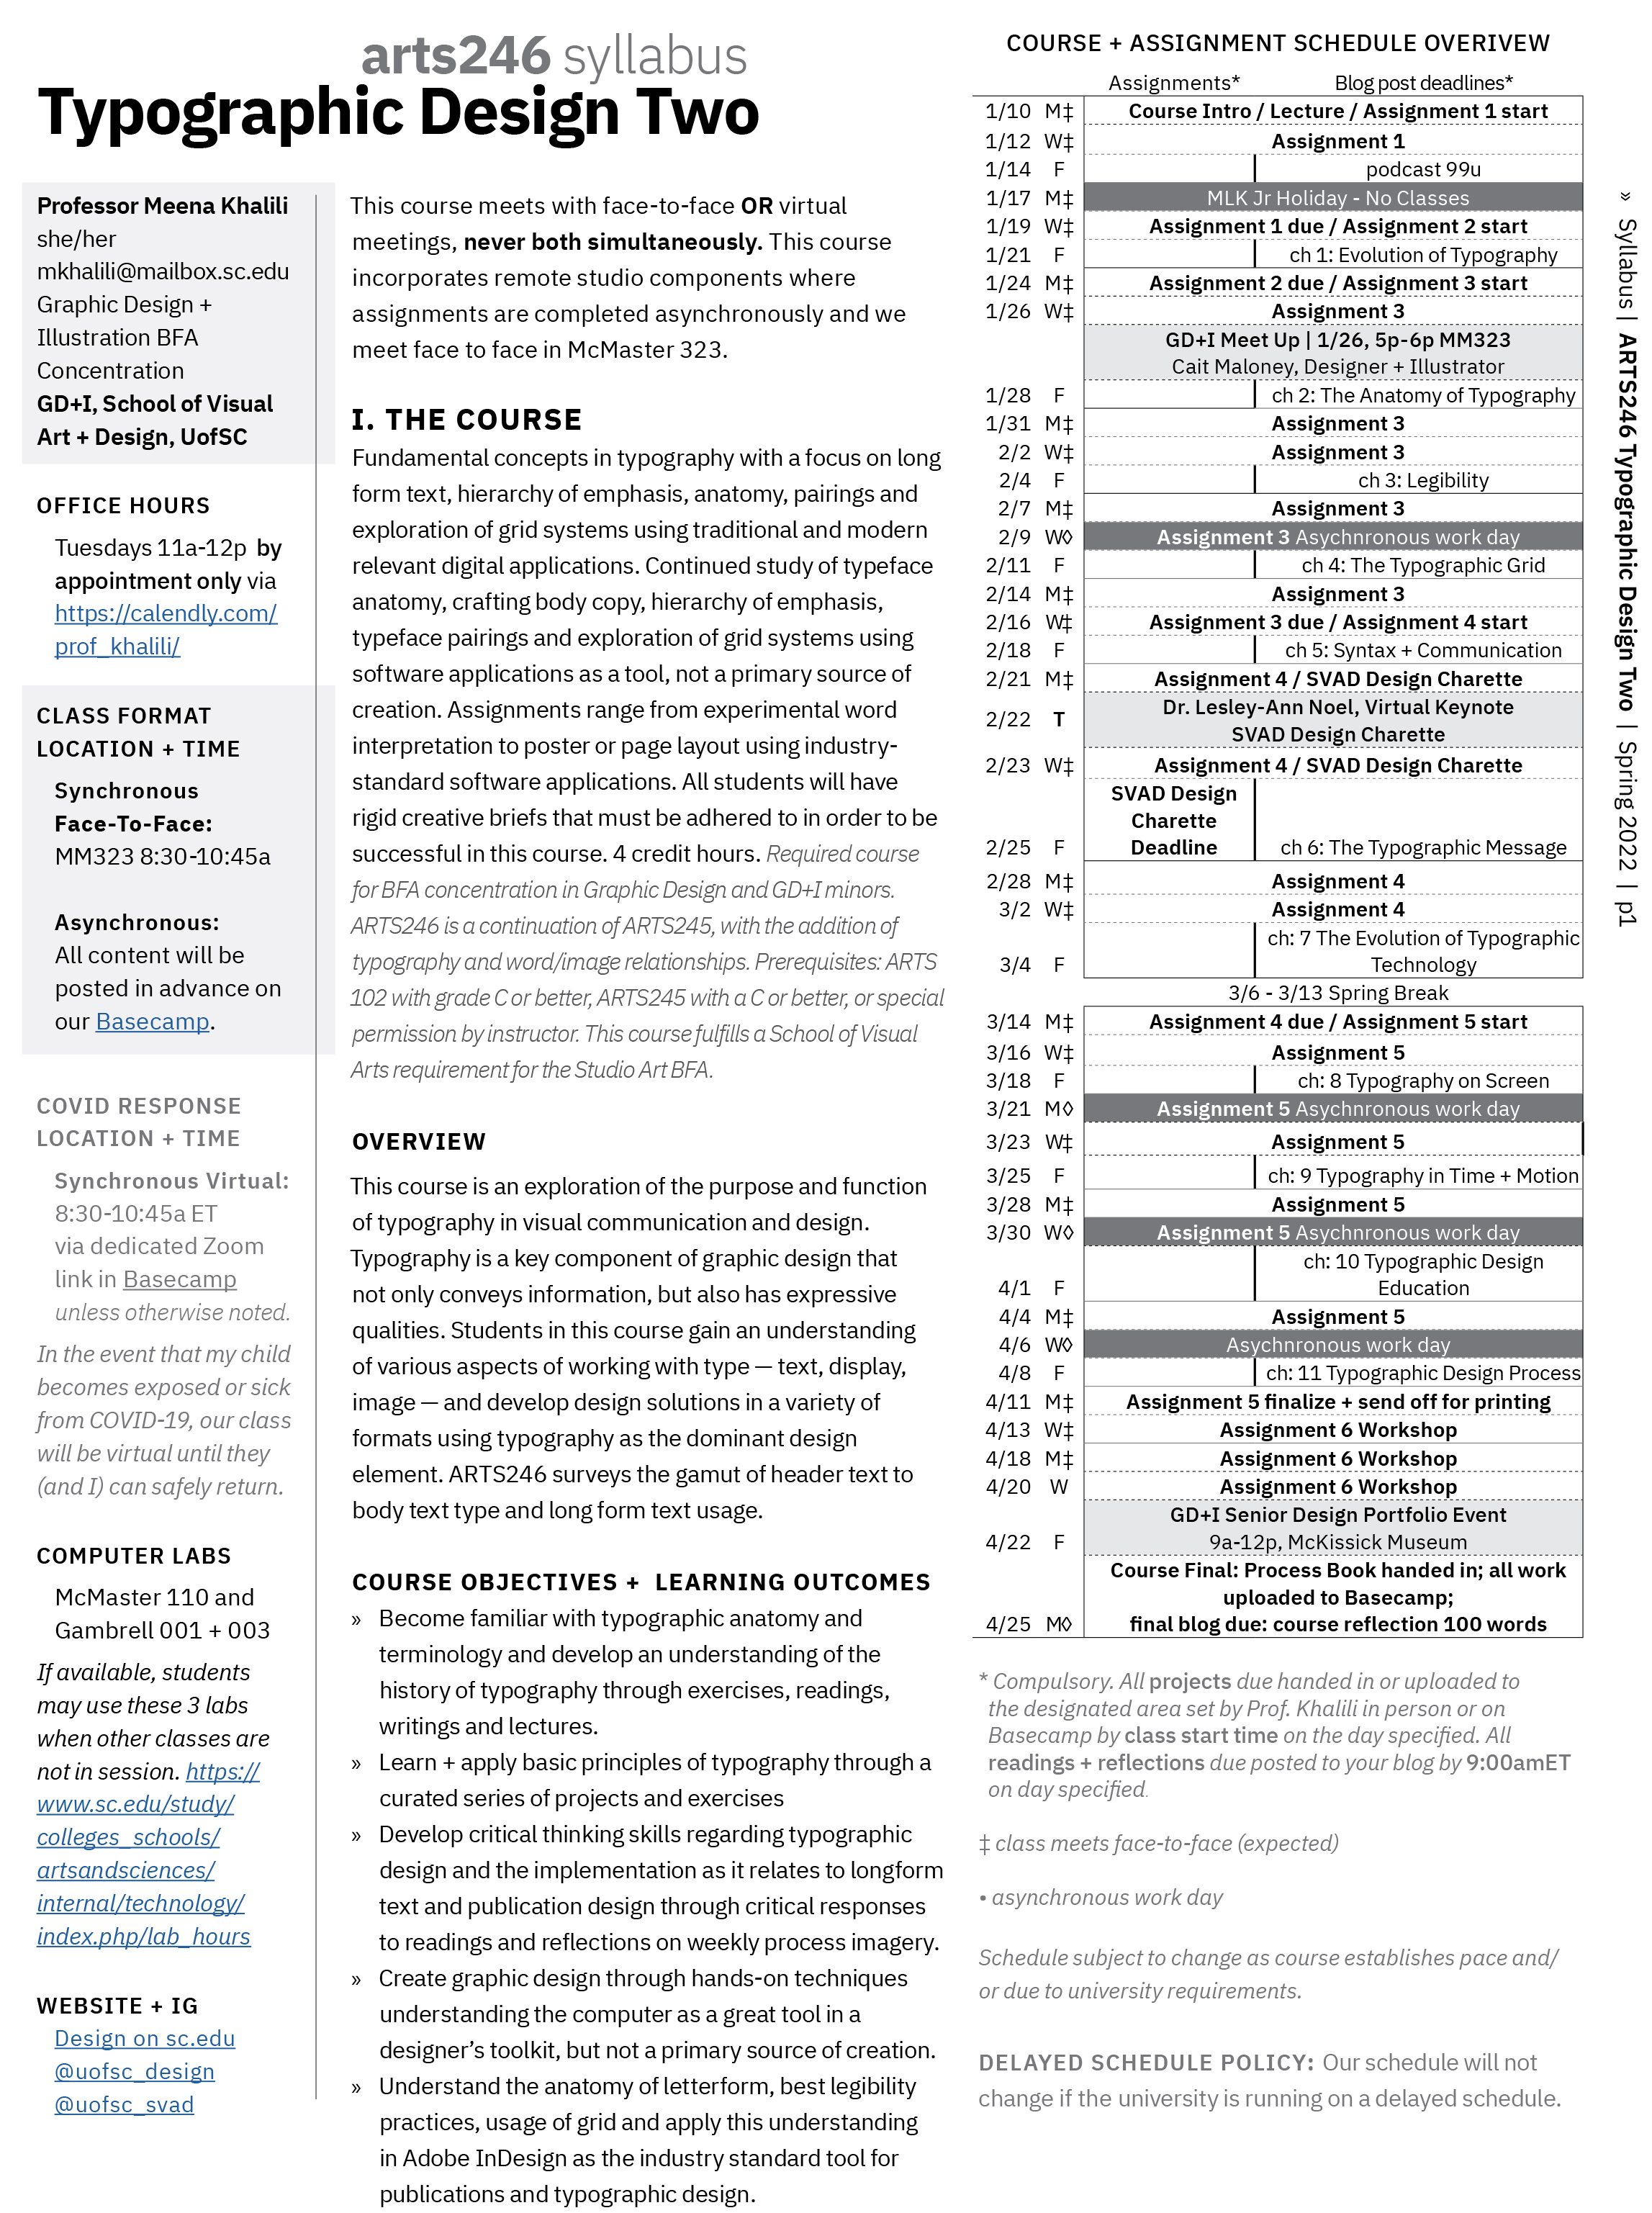 arts246 syllabus
Typographic Design Two
Professor Meena Khalili
she/her
mkhalili@mailbox.sc.edu
Graphic Design +
Illustration BFA
Concentration
GD+I, School of Visual
Art + Design, UofSC
OFFICE HOURS
Tuesdays 11a-12p by
appointment only via
https://calendly.com/
prof_khalili/
CLASS FORMAT
LOCATION + TIME
Synchronous
Face-To-Face:
MM323 8:30-10:45a
Asynchronous:
All content will be
posted in advance on
our Basecamp.
COVID RESPONSE
LOCATION + TIME
Synchronous Virtual:
8:30-10:45a ET
via dedicated Zoom
link in Basecamp
unless otherwise noted.
In the event that my child
becomes exposed or sick
from COVID-19, our class
will be virtual until they
(and I) can safely return.
COMPUTER LABS
McMaster 110 and
Gambrell 001 + 003
If available, students
may use these 3 labs
when other classes are
not in session. https://
www.sc.edu/study/
colleges_schools/
artsandsciences/
internal/technology/
index.php/lab_hours
WEBSITE + IG
Design on sc.edu
@uofsc_design
@uofsc_svad
This course meets with face-to-face OR virtual
meetings, never both simultaneously. This course
incorporates remote studio components where
assignments are completed asynchronously and we
meet face to face in McMaster 323.
I. THE COURSE
Fundamental concepts in typography with a focus on long
form text, hierarchy of emphasis, anatomy, pairings and
exploration of grid systems using traditional and modern
relevant digital applications. Continued study of typeface
anatomy, crafting body copy, hierarchy of emphasis,
typeface pairings and exploration of grid systems using
software applications as a tool, not a primary source of
creation. Assignments range from experimental word
interpretation to poster or page layout using industry-
standard software applications. All students will have
rigid creative briefs that must be adhered to in order to be
successful in this course. 4 credit hours. Required course
for BFA concentration in Graphic Design and GD+I minors.
ARTS246 is a continuation of ARTS245, with the addition of
typography and word/image relationships. Prerequisites: ARTS
102 with grade C or better, ARTS245 with a C or better, or special
permission by instructor. This course fulfills a School of Visual
Arts requirement for the Studio Art BFA.
OVERVIEW
This course is an exploration of the purpose and function
of typography in visual communication and design.
Typography is a key component of graphic design that
not only conveys information, but also has expressive
qualities. Students in this course gain an understanding
of various aspects of working with type — text, display,
image — and develop design solutions in a variety of
formats using typography as the dominant design
element. ARTS246 surveys the gamut of header text to
body text type and long form text usage.
COURSE OBJECTIVES + LEARNING OUTCOMES
» Become familiar with typographic anatomy and
terminology and develop an understanding of the
history of typography through exercises, readings,
writings and lectures.
» Learn + apply basic principles of typography through a
curated series of projects and exercises
» Develop critical thinking skills regarding typographic
design and the implementation as it relates to longform
text and publication design through critical responses
to readings and reflections on weekly process imagery.
» Create graphic design through hands-on techniques
understanding the computer as a great tool in a
designer’s toolkit, but not a primary source of creation.
» Understand the anatomy of letterform, best legibility
practices, usage of grid and apply this understanding
in Adobe InDesign as the industry standard tool for
publications and typographic design.
COURSE + ASSIGNMENT SCHEDULE OVERIVEW
Assignments* Blog post deadlines*
1/10 M‡ Course Intro / Lecture / Assignment 1 start
1/12 W‡ Assignment 1
1/14 F podcast 99u
1/17 M‡ MLK Jr Holiday - No Classes
1/19 W‡ Assignment 1 due / Assignment 2 start
1/21 F ch 1: Evolution of Typography
1/24 M‡ Assignment 2 due / Assignment 3 start
1/26 W‡ Assignment 3
GD+I Meet Up | 1/26, 5p-6p MM323
Cait Maloney, Designer + Illustrator
1/28 F ch 2: The Anatomy of Typography
1/31 M‡ Assignment 3
2/2 W‡ Assignment 3
2/4 F ch 3: Legibility
2/7 M‡ Assignment 3
2/9 W◊ Assignment 3 Asychnronous work day
2/11 F ch 4: The Typographic Grid
2/14 M‡ Assignment 3
2/16 W‡ Assignment 3 due / Assignment 4 start
2/18 F ch 5: Syntax + Communication
2/21 M‡ Assignment 4 / SVAD Design Charette
2/22 T Dr. Lesley-Ann Noel, Virtual Keynote
SVAD Design Charette
2/23 W‡ Assignment 4 / SVAD Design Charette
SVAD Design
Charette
2/25 F Deadline ch 6: The Typographic Message
2/28 M‡ Assignment 4
3/2 W‡ Assignment 4
ch: 7 The Evolution of Typographic
3/4 F Technology
3/6 - 3/13 Spring Break
3/14 M‡ Assignment 4 due / Assignment 5 start
3/16 W‡ Assignment 5
3/18 F ch: 8 Typography on Screen
3/21 M◊ Assignment 5 Asychnronous work day
3/23 W‡ Assignment 5
3/25 F ch: 9 Typography in Time + Motion
3/28 M‡ Assignment 5
3/30 W◊ Assignment 5 Asychnronous work day
ch: 10 Typographic Design
4/1 F Education
4/4 M‡ Assignment 5
4/6 W◊ Asychnronous work day
4/8 F ch: 11 Typographic Design Process
4/11 M‡ Assignment 5 finalize + send off for printing
4/13 W‡ Assignment 6 Workshop
4/18 M‡ Assignment 6 Workshop
4/20 W Assignment 6 Workshop
GD+I Senior Design Portfolio Event
4/22 F 9a-12p, McKissick Museum
Course Final: Process Book handed in; all work
uploaded to Basecamp;
4/25 M◊ final blog due: course reflection 100 words
* Compulsory. All projects due handed in or uploaded to
the designated area set by Prof. Khalili in person or on
Basecamp by class start time on the day specified. All
readings + reflections due posted to your blog by 9:00amET
on day specified.
‡ class meets face-to-face (expected)
• asynchronous work day
Schedule subject to change as course establishes pace and/
or due to university requirements.
DELAYED SCHEDULE POLICY: Our schedule will not
change if the university is running on a delayed schedule.
» Syllabus | ARTS246 Typographic Design Two | Spring 2022 | p1